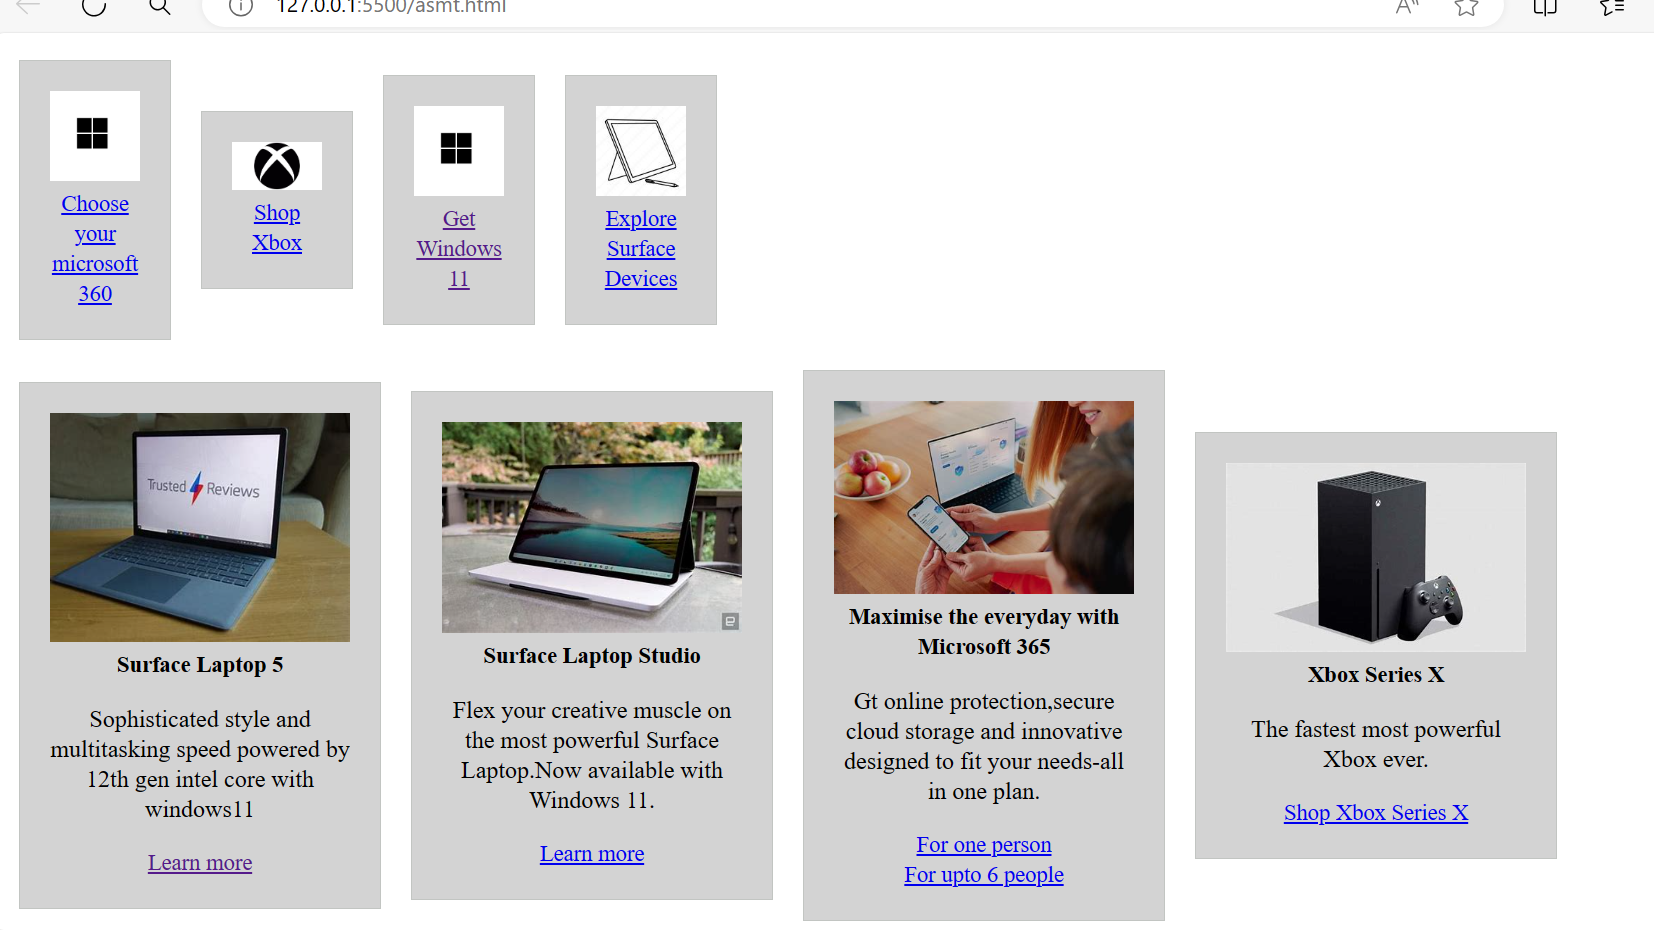 127.0.0.1:5500/asmt.html
Choose
your
microsoft
360
Shop
Xbox
Get
Windows
11
Explore
Surface
Devices
Trusted Reviews
Surface Laptop 5
Sophisticated style and
multitasking speed powered by
12th gen intel core with
windows11
Learn more
Surface Laptop Studio
Flex your creative muscle on
the most powerful Surface
Laptop.Now available with
Windows 11.
Learn more
Maximise the everyday with
Microsoft 365
Gt online protection,secure
cloud storage and innovative
designed to fit your needs-all
in one plan.
For one person
For upto 6 people
Xbox Series X
The fastest most powerful
Xbox ever.
Shop Xbox Series X